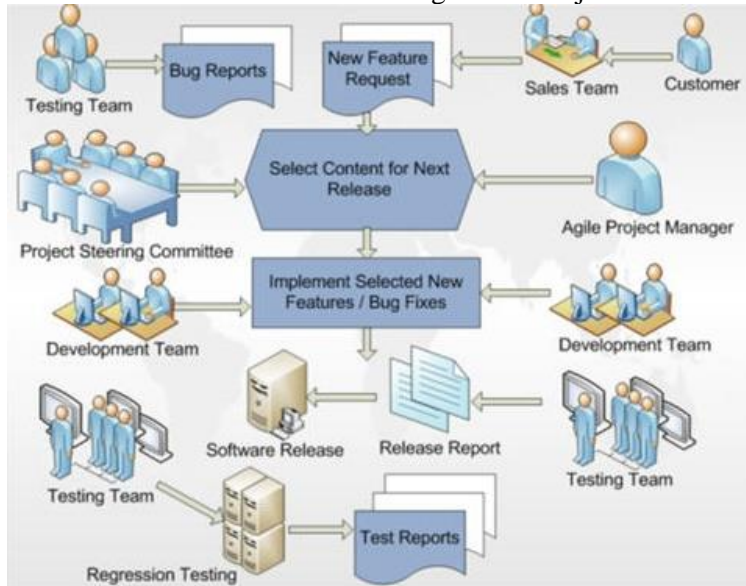 Testing Team
Bug Reports
New Feature
Request
Sales Team
Customer
Project Steering Committee
Select Content for Next
Release
Agile Project Manager
Development Team
Implement Selected New
Features / Bug Fixes
Development Team
Testing Team
Software Release
Release Report
Testing Team
Regression Testing
Test Reports